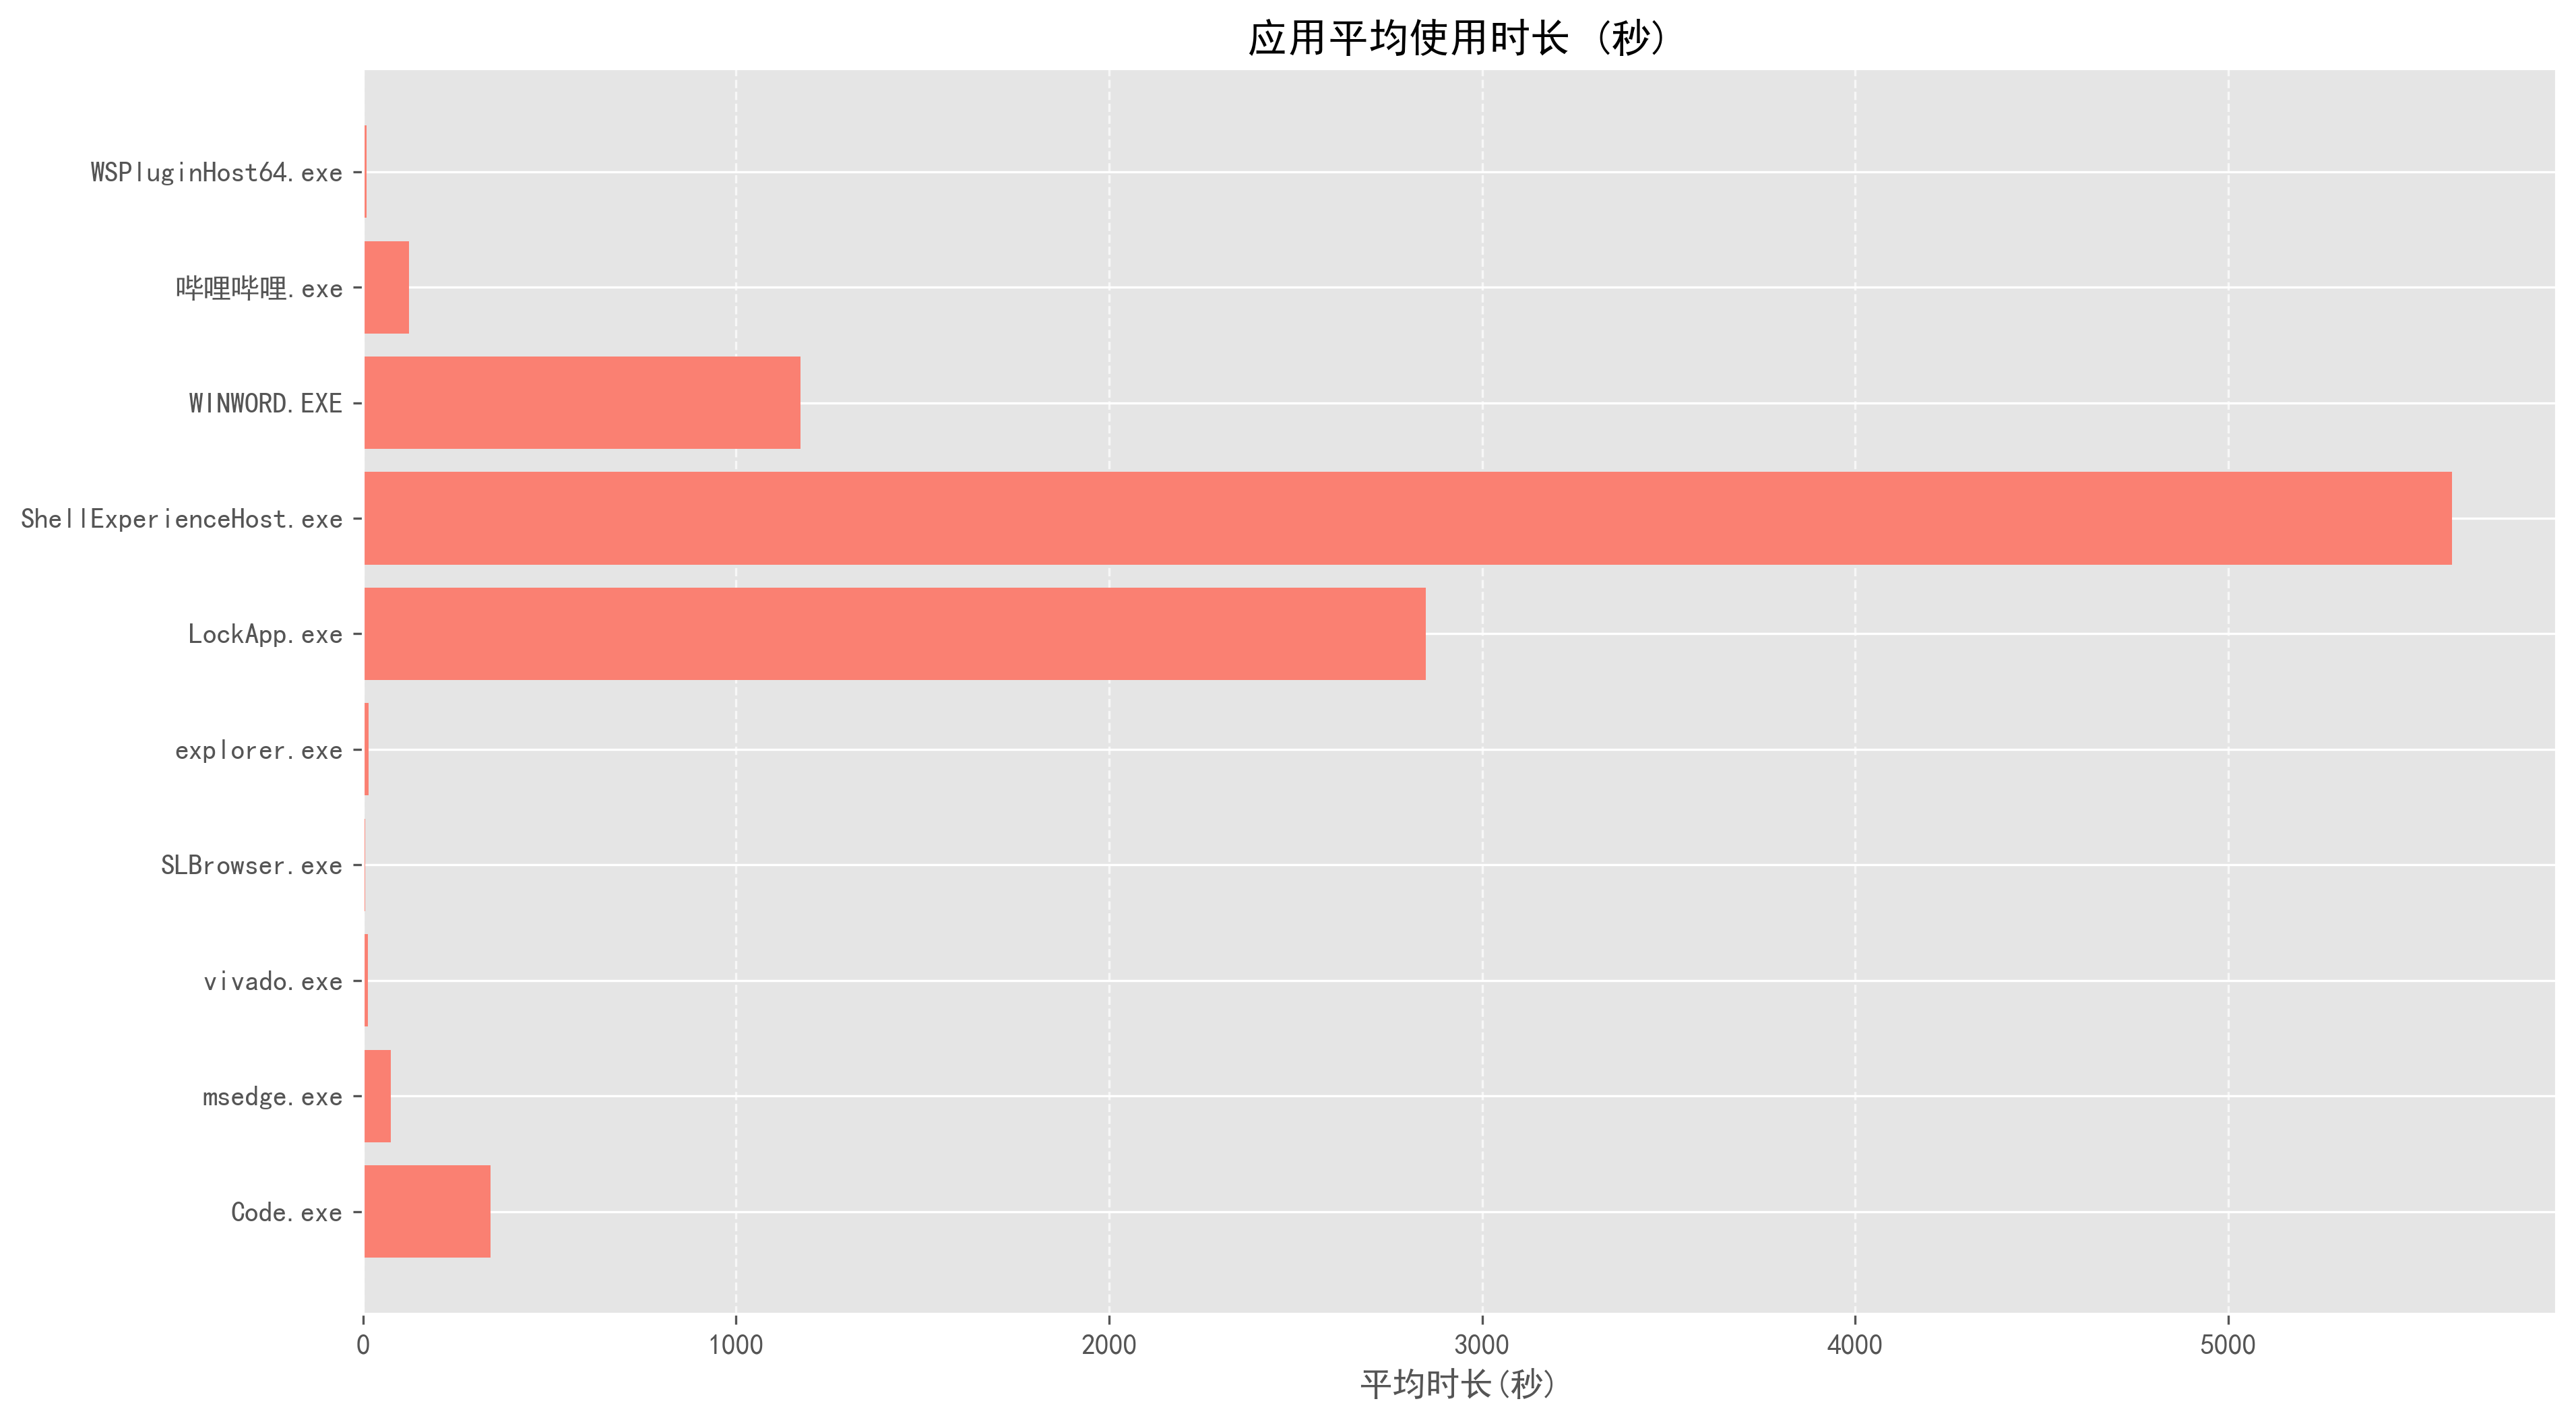 应用平均使用时长 (秒)
WSPluginHost64.exe
哔哩哔哩.exe
WINWORD.EXE
ShellExperienceHost.exe
LockApp.exe
explorer.exe
SLBrowser.exe
vivado.exe
msedge.exe
Code.exe
0 1000 2000 3000 4000 5000
平均时长(秒)